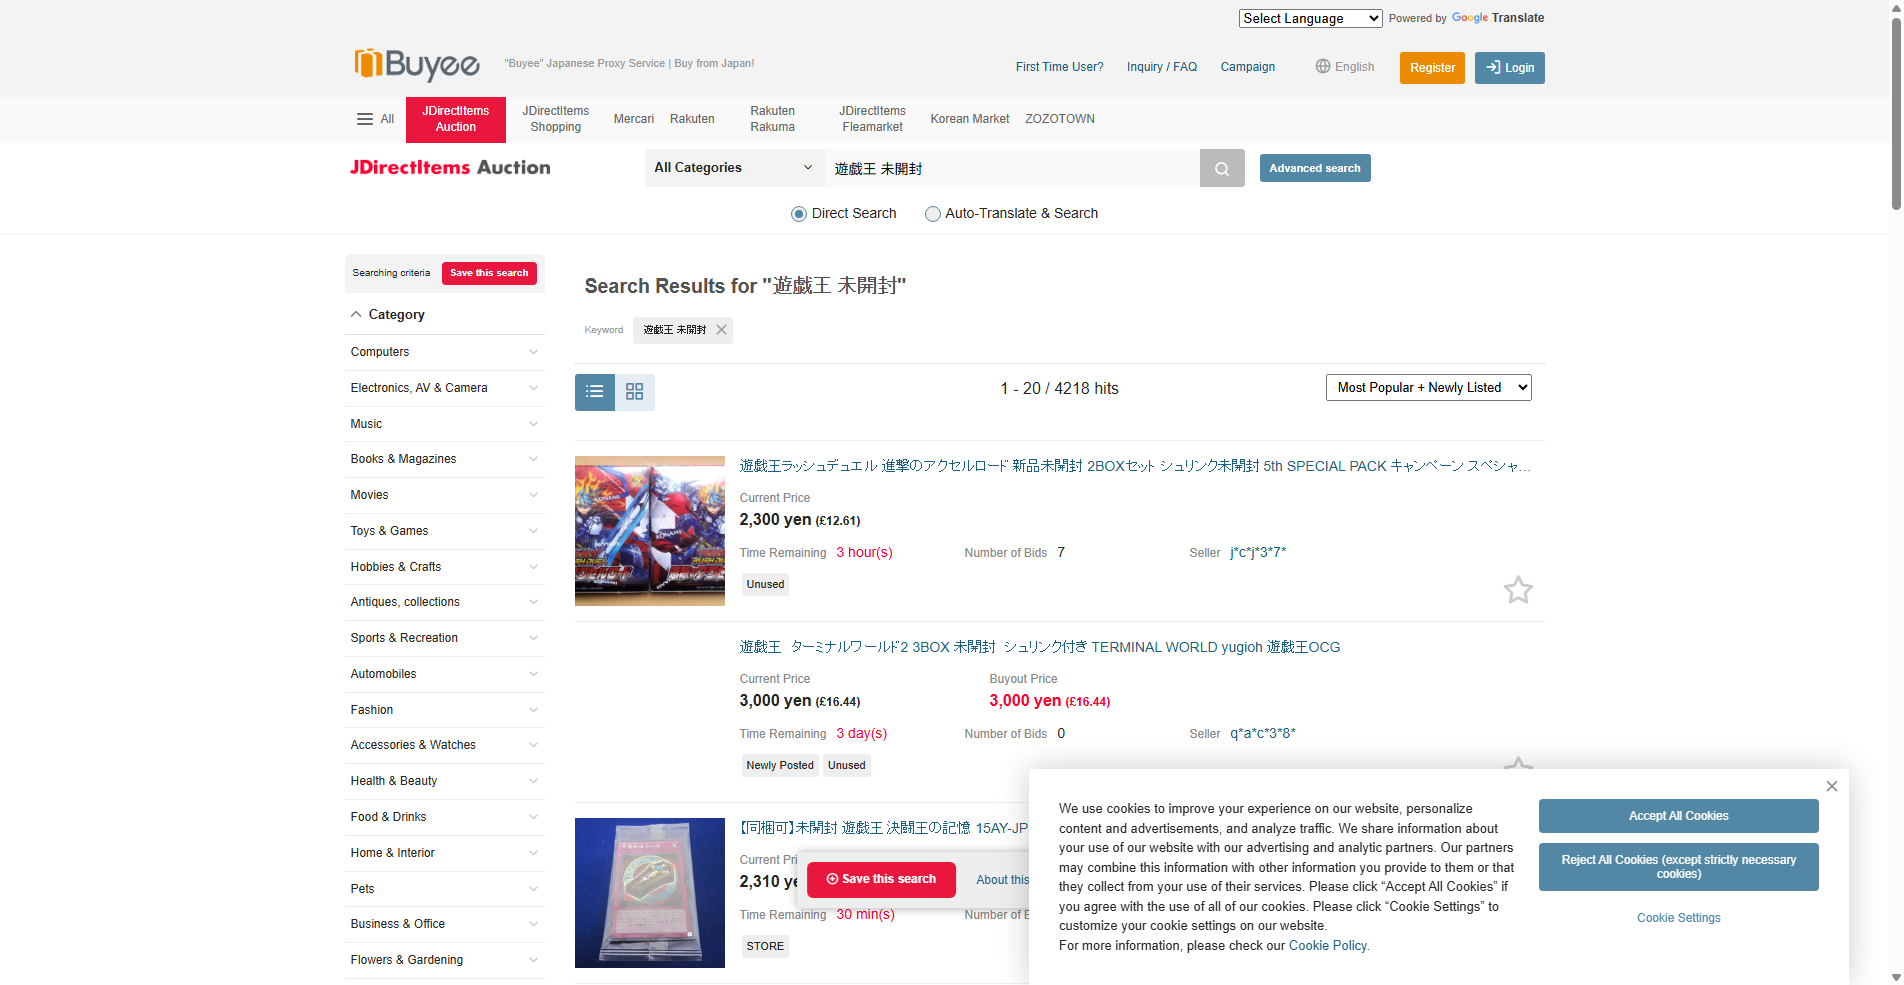 Select Language
Powered by Google Translate
Buyee
"Buyee" Japanese Proxy Service | Buy from Japan!
First Time User?
Inquiry / FAQ
Campaign
English
Register
Login
All
JDirectItems Auction
JDirectItems Shopping
Mercari
Rakuten
Rakuten Rakuma
JDirectItems Fleamarket
Korean Market
ZOZOTOWN
JDirectItems Auction
All Categories
遊戯王 未開封
Advanced search
Direct Search
Auto-Translate & Search
Searching criteria
Save this search
Category
Computers
Electronics, AV & Camera
Music
Books & Magazines
Movies
Toys & Games
Hobbies & Crafts
Antiques, collections
Sports & Recreation
Automobiles
Fashion
Accessories & Watches
Health & Beauty
Food & Drinks
Home & Interior
Pets
Business & Office
Flowers & Gardening
Search Results for "遊戯王 未開封"
Keyword
遊戯王 未開封
1 - 20 / 4218 hits
Most Popular + Newly Listed
遊戯王ラッシュデュエル 進撃のアクセルロード 新品未開封 2BOXセット シュリンク未開封 5th SPECIAL PACK キャンペーン スペシャ...
Current Price
2,300 yen (£12.61)
Time Remaining 3 hour(s)
Number of Bids 7
Seller j*c*j*3*7*
Unused
遊戯王 ターミナルワールド2 3BOX 未開封 シュリンク付き TERMINAL WORLD yugioh 遊戯王OCG
Current Price
3,000 yen (£16.44)
Buyout Price
3,000 yen (£16.44)
Time Remaining 3 day(s)
Number of Bids 0
Seller q*a*c*3*8*
Newly Posted
Unused
【同梱可】未開封 遊戯王 決闘王の記憶 15AY-JP
Current Pri
2,310 ye
Time Remaining 30 min(s)
Number of
STORE
Save this search
About this
We use cookies to improve your experience on our website, personalize
content and advertisements, and analyze traffic. We share information about
your use of our website with our advertising and analytic partners. Our partners
may combine this information with other information you provide to them or that
they collect from your use of their services. Please click “Accept All Cookies” if
you agree with the use of all of our cookies. Please click “Cookie Settings” to
customize your cookie settings on our website.
For more information, please check our Cookie Policy.
Accept All Cookies
Reject All Cookies (except strictly necessary
cookies)
Cookie Settings